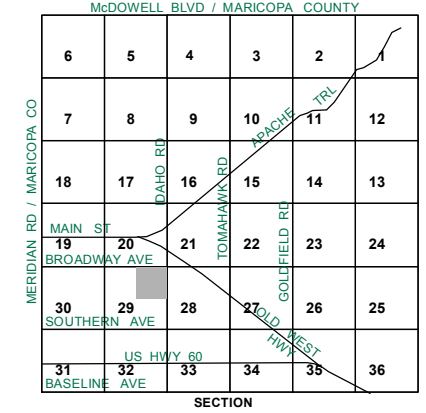 McDOWELL BLVD / MARICOPA COUNTY
6 5 4 3 2 1
APACHE TRL
7 8 9 10 11 12
MERIDIAN RD / MARICOPA CO
IDAHO RD
TOMAHAWK RD
18 17 16 15 14 13
GOLDFIELD RD
MAIN ST
19 20 21 22 23 24
BROADWAY AVE
30 29 28 27 26 25
OLD WEST HWY
SOUTHERN AVE
US HWY 60
31 32 33 34 35 36
BASELINE AVE
SECTION